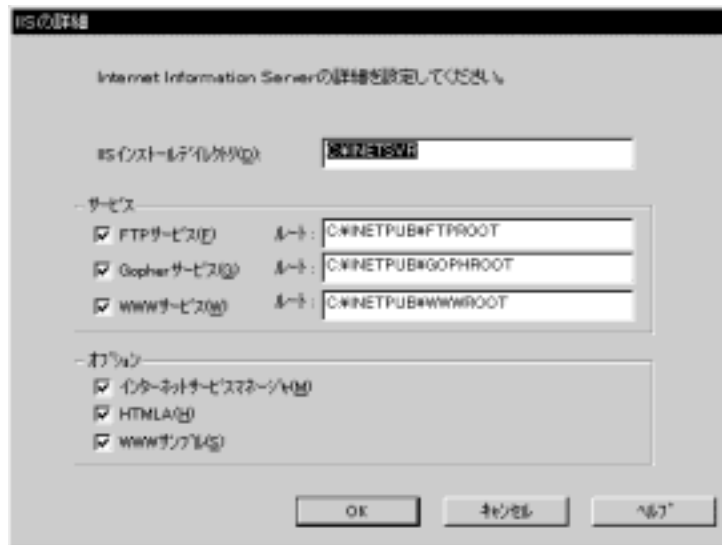 IISの詳細
Internet Information Serverの詳細を設定してください。
IISインストールディレクトリ(D): C:¥INETSVR
サービス
FTPサービス(F) ルート: C:¥INETPUB¥FTPROOT
Gopherサービス(G) ルート: C:¥INETPUB¥GOPHROOT
WWWサービス(W) ルート: C:¥INETPUB¥WWWROOT
オプション
インターネットサービスマネージャ(M)
HTMLA(H)
WWWサンプル(S)
OK キャンセル ヘルプ